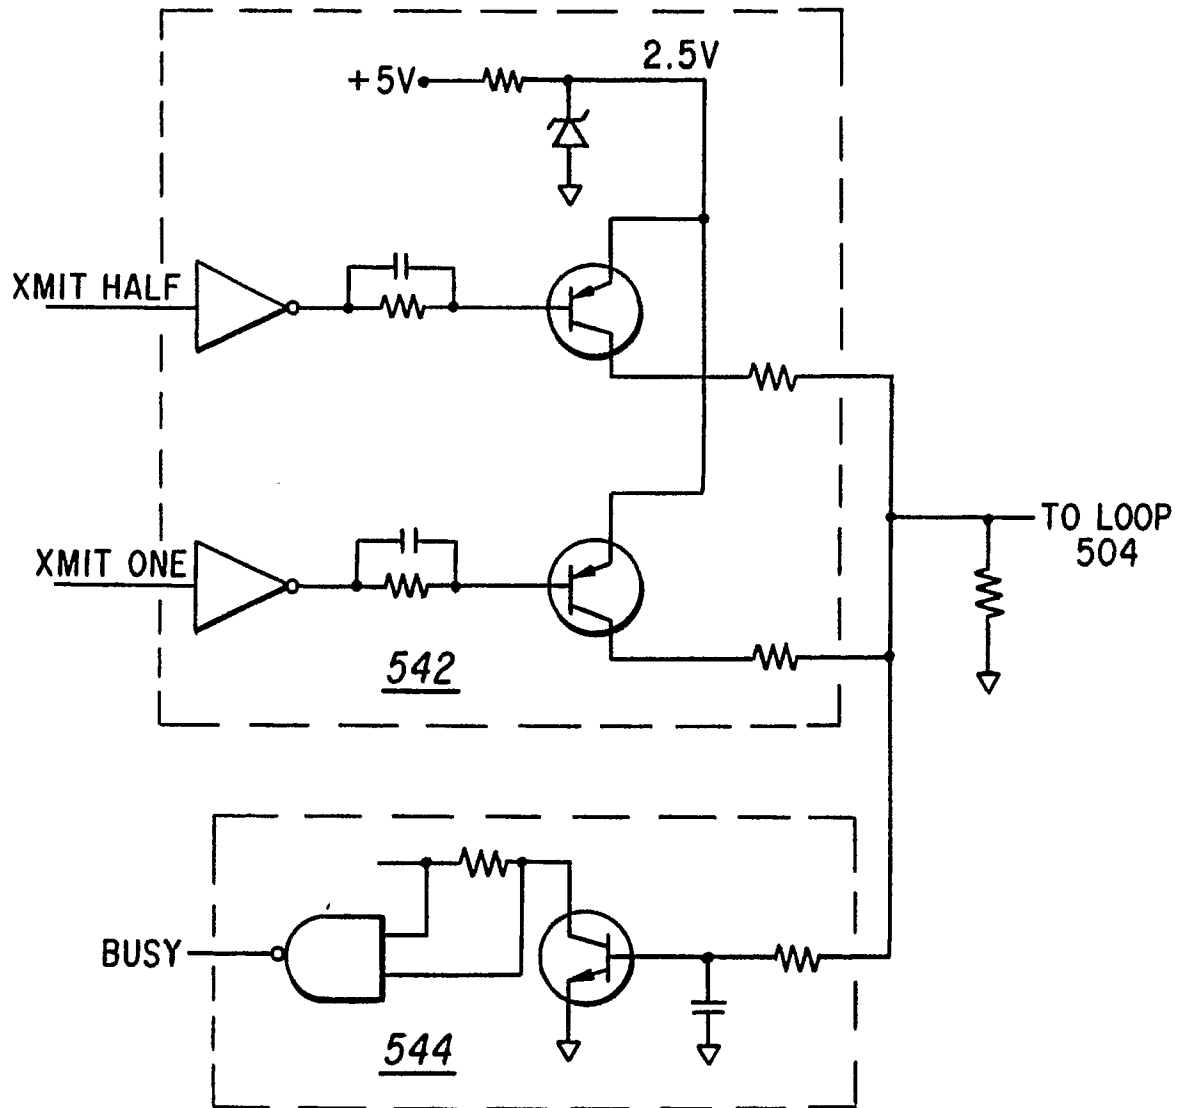 2.5V
+5V
XMIT HALF
TO LOOP
504
XMIT ONE
542
BUSY
544